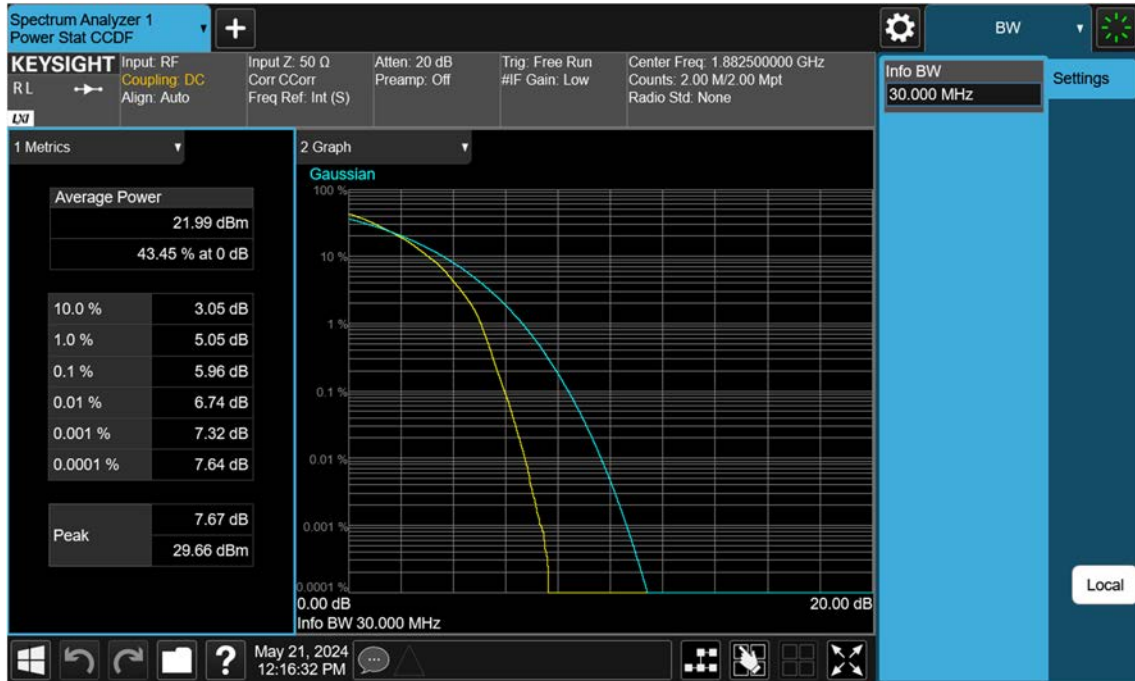 Spectrum Analyzer 1
Power Stat CCDF
+
BW
KEYSIGHT
R L
LXI
Input: RF
Coupling: DC
Align: Auto
Input Z: 50 Ω
Corr CCorr
Freq Ref: Int (S)
Atten: 20 dB
Preamp: Off
Trig: Free Run
#IF Gain: Low
Center Freq: 1.882500000 GHz
Counts: 2.00 M/2.00 Mpt
Radio Std: None
Info BW
30.000 MHz
Settings
1 Metrics
Average Power
21.99 dBm
43.45 % at 0 dB
10.0 % 3.05 dB
1.0 % 5.05 dB
0.1 % 5.96 dB
0.01 % 6.74 dB
0.001 % 7.32 dB
0.0001 % 7.64 dB
Peak
7.67 dB
29.66 dBm
2 Graph
Gaussian
100 %
10 %
1 %
0.1 %
0.01 %
0.001 %
0.0001 %
0.00 dB 20.00 dB
Info BW 30.000 MHz
Local
?
May 21, 2024
12:16:32 PM